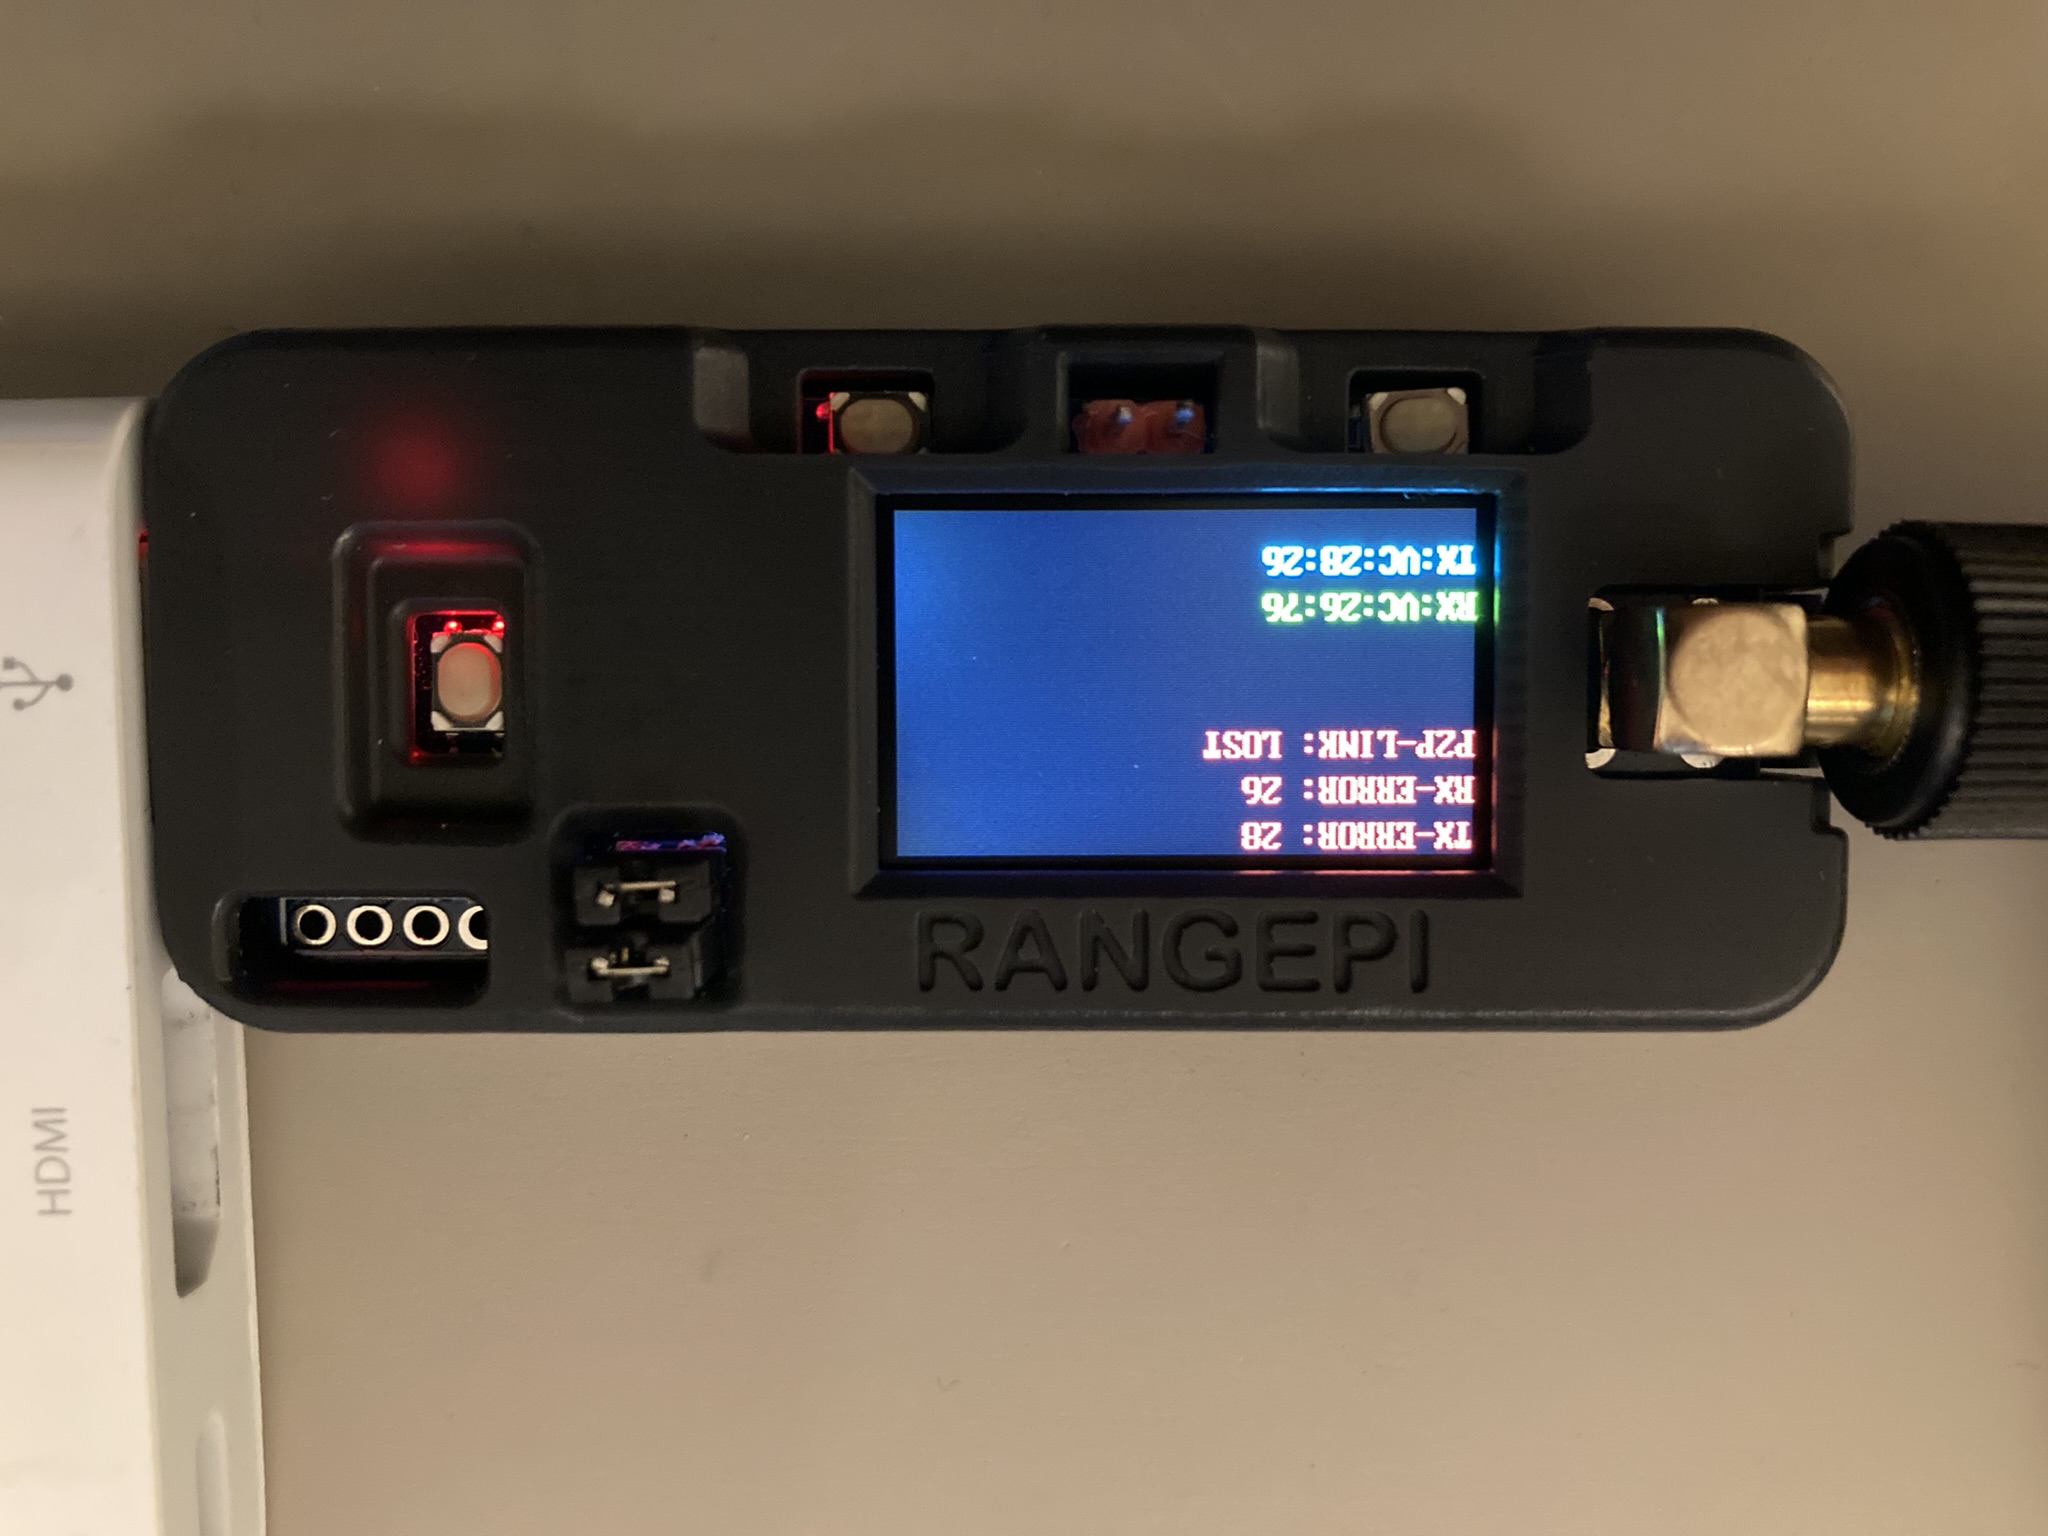 RANGEPI
TX-ERROR: 28
RX-ERROR: 26
P2P-LINK: LOST
RX:VC:26:76
TX:VC:28:26
HDMI